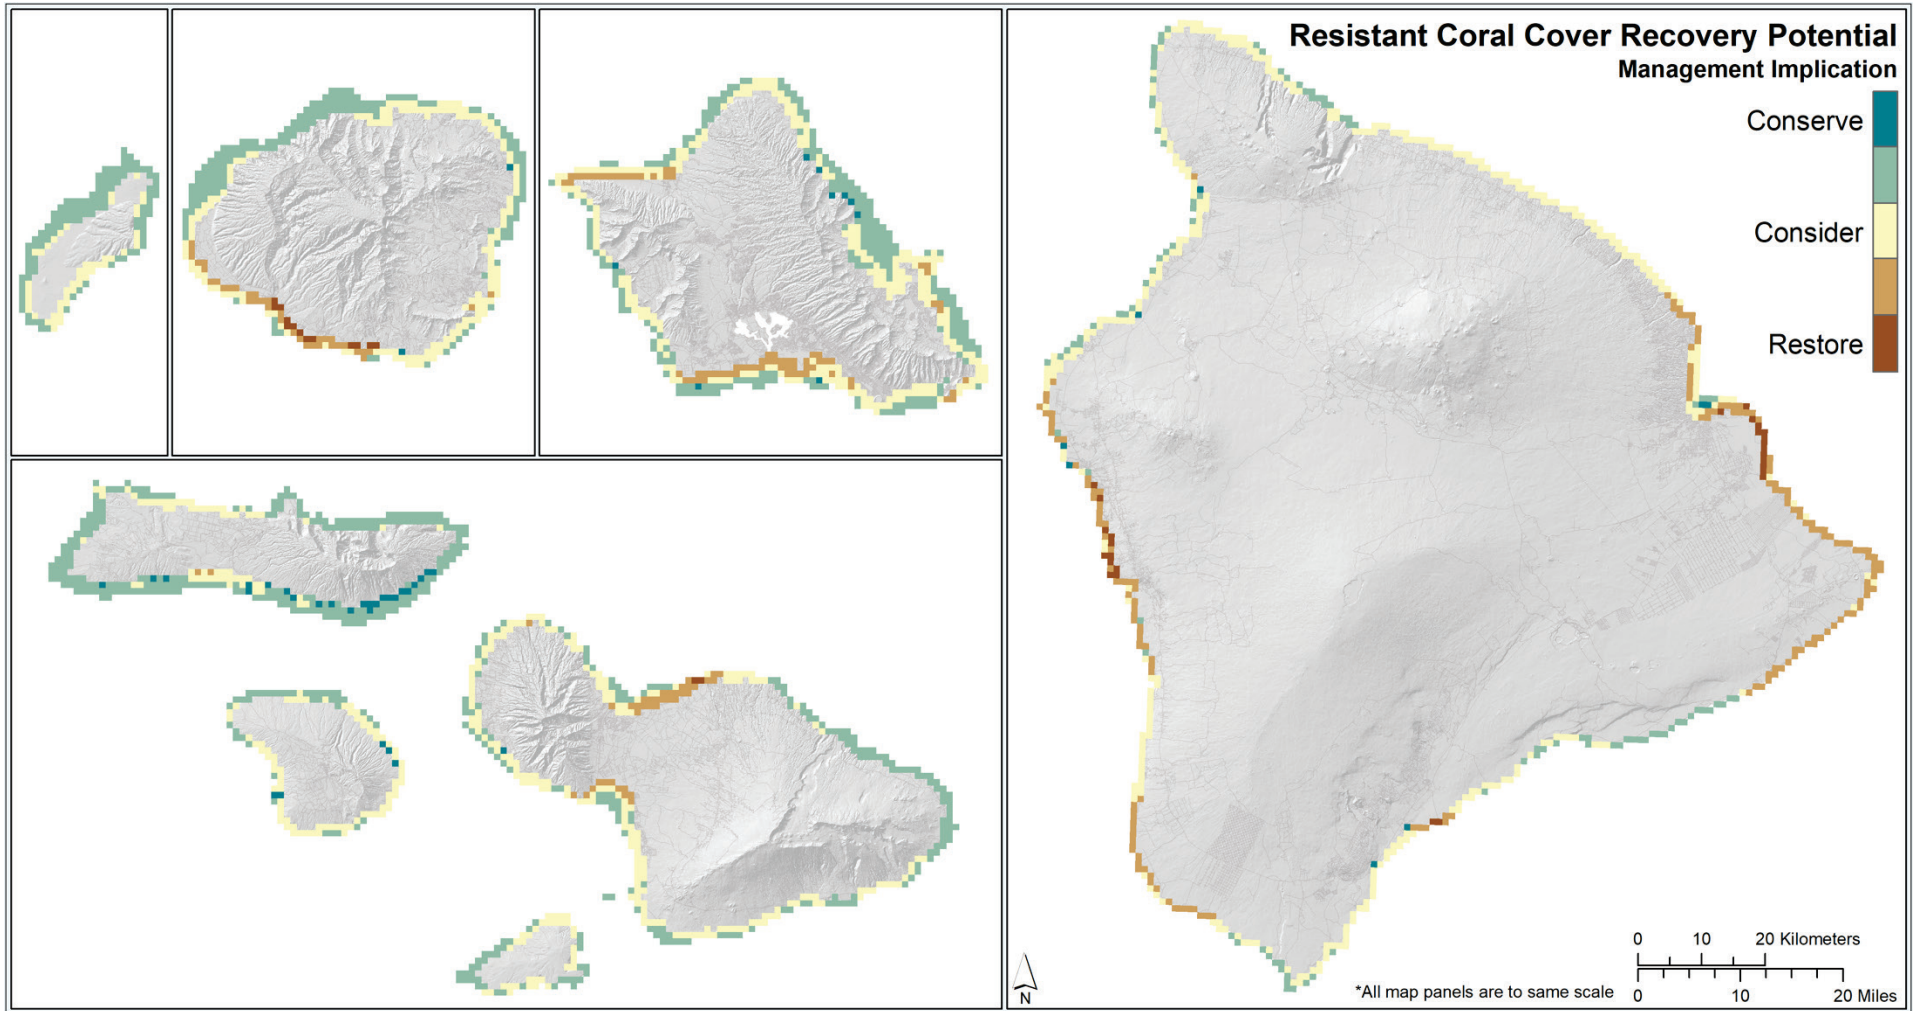 Resistant Coral Cover Recovery Potential
Management Implication
Conserve
Consider
Restore
0 10 20 Kilometers
0 10 20 Miles
*All map panels are to same scale
N